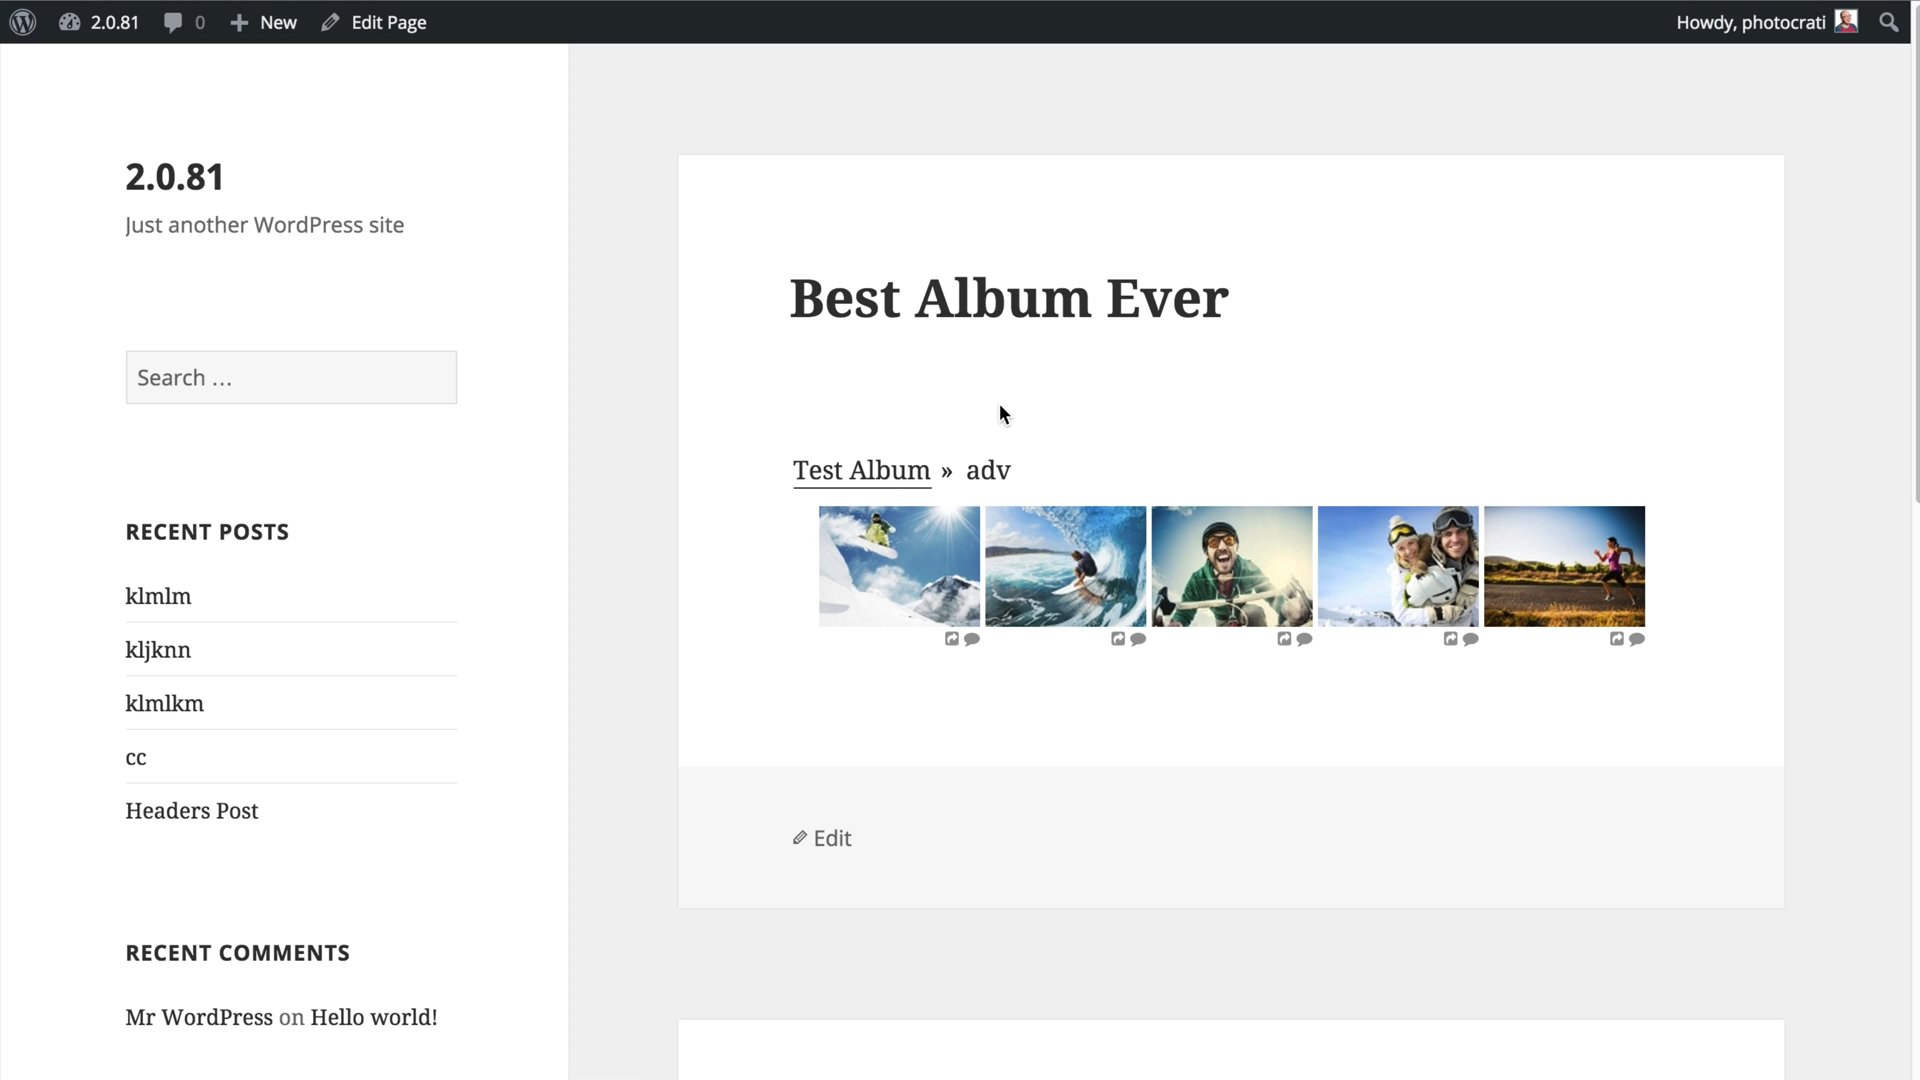 2.0.81 0 New Edit Page Howdy, photocrati
2.0.81
Just another WordPress site
Search …
RECENT POSTS
klmlm
kljknn
klmlkm
cc
Headers Post
RECENT COMMENTS
Mr WordPress on Hello world!
Best Album Ever
Test Album » adv
Edit